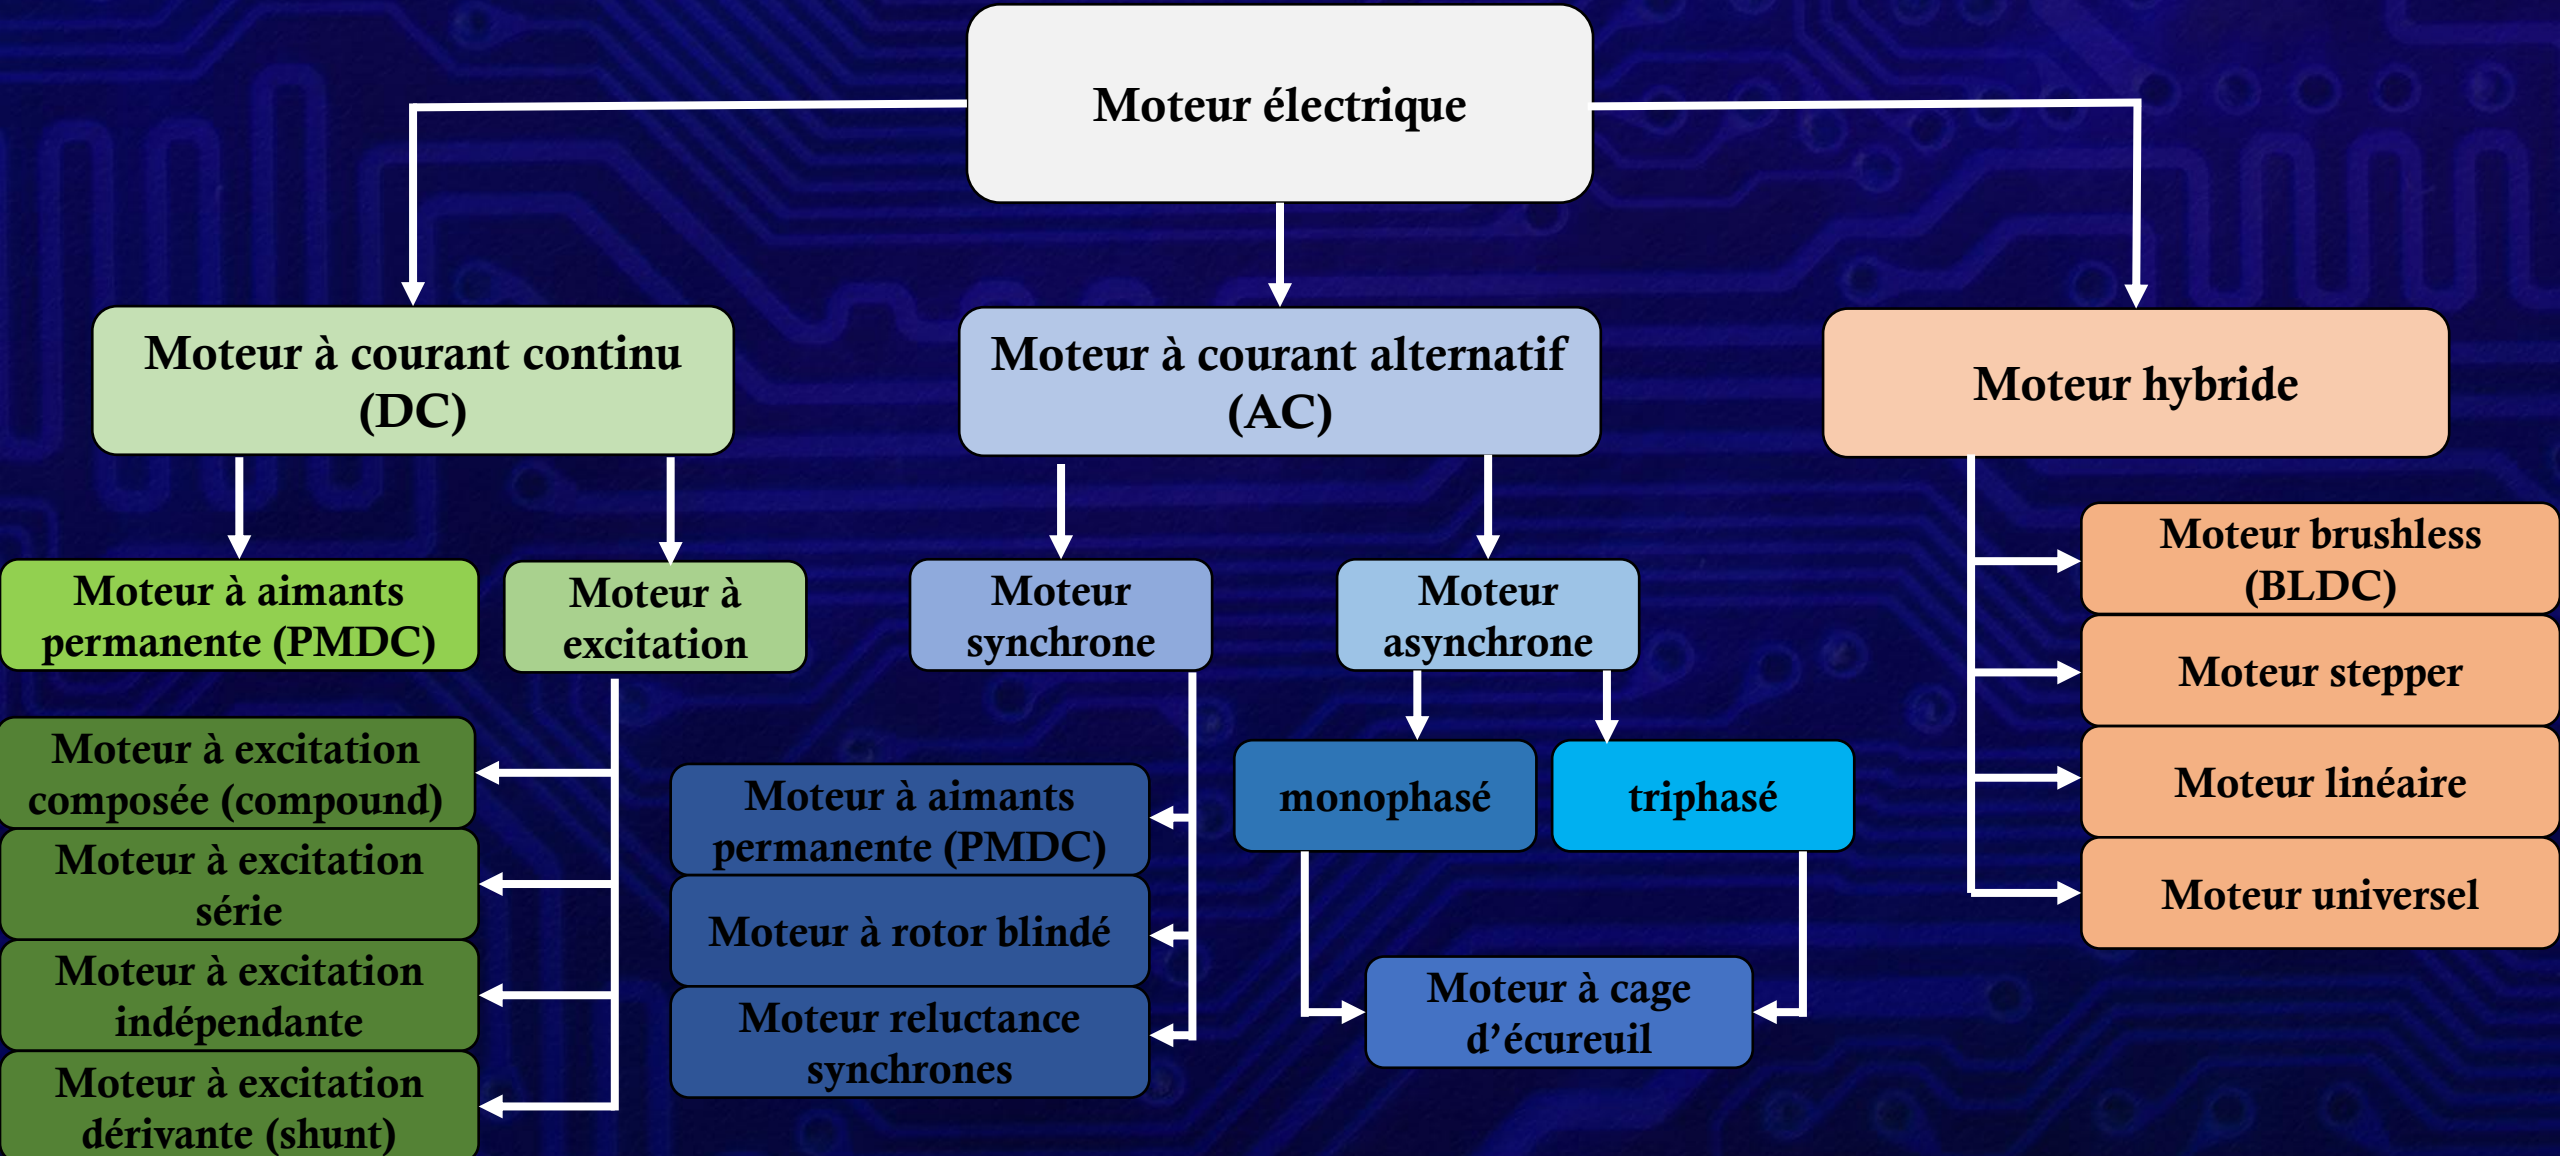 Moteur électrique
Moteur à courant continu
(DC)
Moteur à courant alternatif
(AC)
Moteur hybride
Moteur à aimants
permanente (PMDC)
Moteur à
excitation
Moteur
synchrone
Moteur
asynchrone
Moteur à excitation
composée (compound)
Moteur à excitation
série
Moteur à excitation
indépendante
Moteur à excitation
dérivante (shunt)
Moteur à aimants
permanente (PMDC)
Moteur à rotor blindé
Moteur reluctance
synchrones
monophasé
triphasé
Moteur à cage
d’écureuil
Moteur brushless
(BLDC)
Moteur stepper
Moteur linéaire
Moteur universel